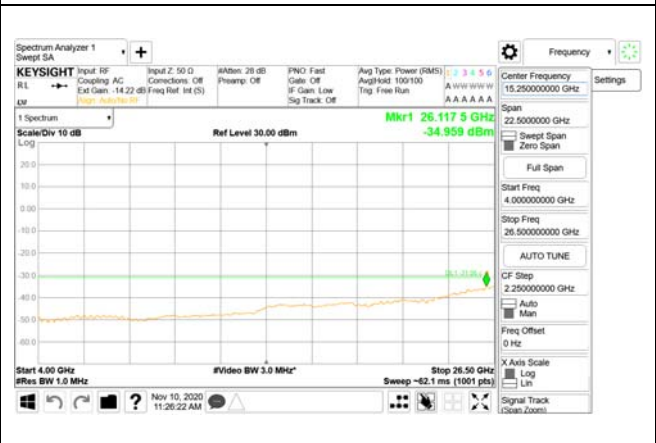 Spectrum Analyzer 1
Swept SA
Frequency
KEYSIGHT
Input: RF
Coupling: AC
Ext Gain: -14.22 dB
Align: Auto/No RF
Input Z: 50 Ω
Corrections: Off
Freq Ref: Int (S)
#Atten: 28 dB
Preamp: Off
PNO: Fast
Gate: Off
IF Gain: Low
Sig Track: Off
Avg Type: Power (RMS)
Avg|Hold: 100/100
Trig: Free Run
1 2 3 4 5 6
A W W W W W
A A A A A A
R L
Center Frequency
15.250000000 GHz
Settings
1 Spectrum
Mkr1 26.117 5 GHz
-34.959 dBm
Scale/Div 10 dB
Ref Level 30.00 dBm
Log
20.0
10.0
0.00
-10.0
-20.0
-30.0
-40.0
-50.0
-60.0
Span
22.5000000 GHz
Swept Span
Zero Span
Full Span
Start Freq
4.000000000 GHz
Stop Freq
26.500000000 GHz
AUTO TUNE
CF Step
2.250000000 GHz
Auto
Man
Freq Offset
0 Hz
X Axis Scale
Log
Lin
Signal Track
(Span Zoom)
Start 4.00 GHz
#Video BW 3.0 MHz*
Stop 26.50 GHz
#Res BW 1.0 MHz
Sweep ~62.1 ms (1001 pts)
?
Nov 10, 2020
11:26:22 AM